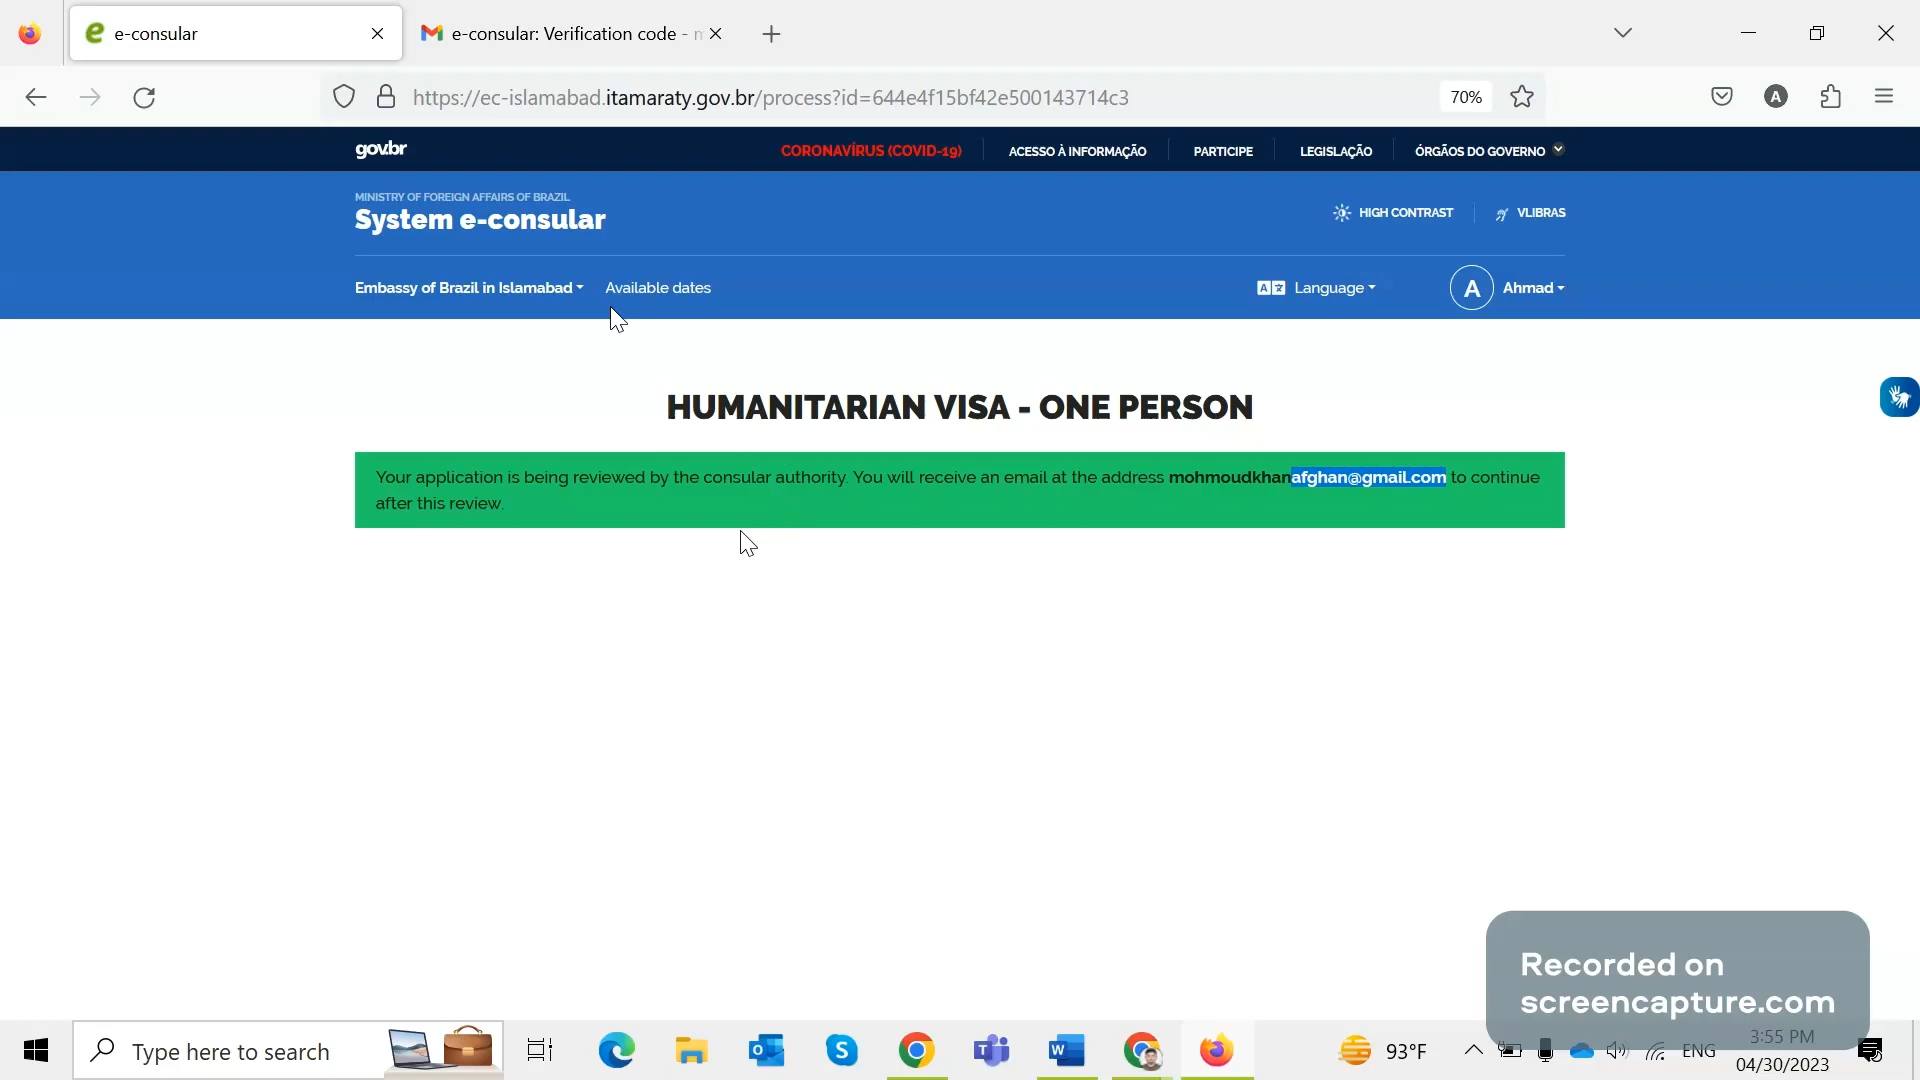 e-consular
e-consular: Verification code -
https://ec-islamabad.itamaraty.gov.br/process?id=644e4f15bf42e500143714c3
70%
A
gov.br
CORONAVÍRUS (COVID-19)
ACESSO À INFORMAÇÃO
PARTICIPE
LEGISLAÇÃO
ÓRGÃOS DO GOVERNO
MINISTRY OF FOREIGN AFFAIRS OF BRAZIL
System e-consular
HIGH CONTRAST
VLIBRAS
Embassy of Brazil in Islamabad
Available dates
Language
A
Ahmad
HUMANITARIAN VISA - ONE PERSON
Your application is being reviewed by the consular authority. You will receive an email at the address mohmoudkhanafghan@gmail.com to continue
after this review.
Recorded on
screencapture.com
Type here to search
93°F
ENG
3:55 PM
04/30/2023